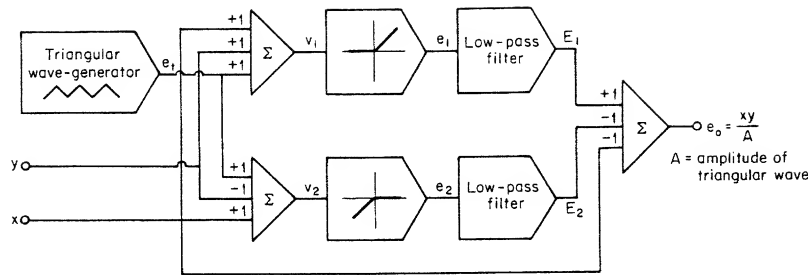 Triangular
wave-generator
e_t
+1
+1
+1
Σ
v_1
e_1
Low-pass
filter
E_1
+1
-1
-1
Σ
e_o = xy/A
A = amplitude of
triangular wave
y
x
+1
-1
+1
Σ
v_2
e_2
Low-pass
filter
E_2